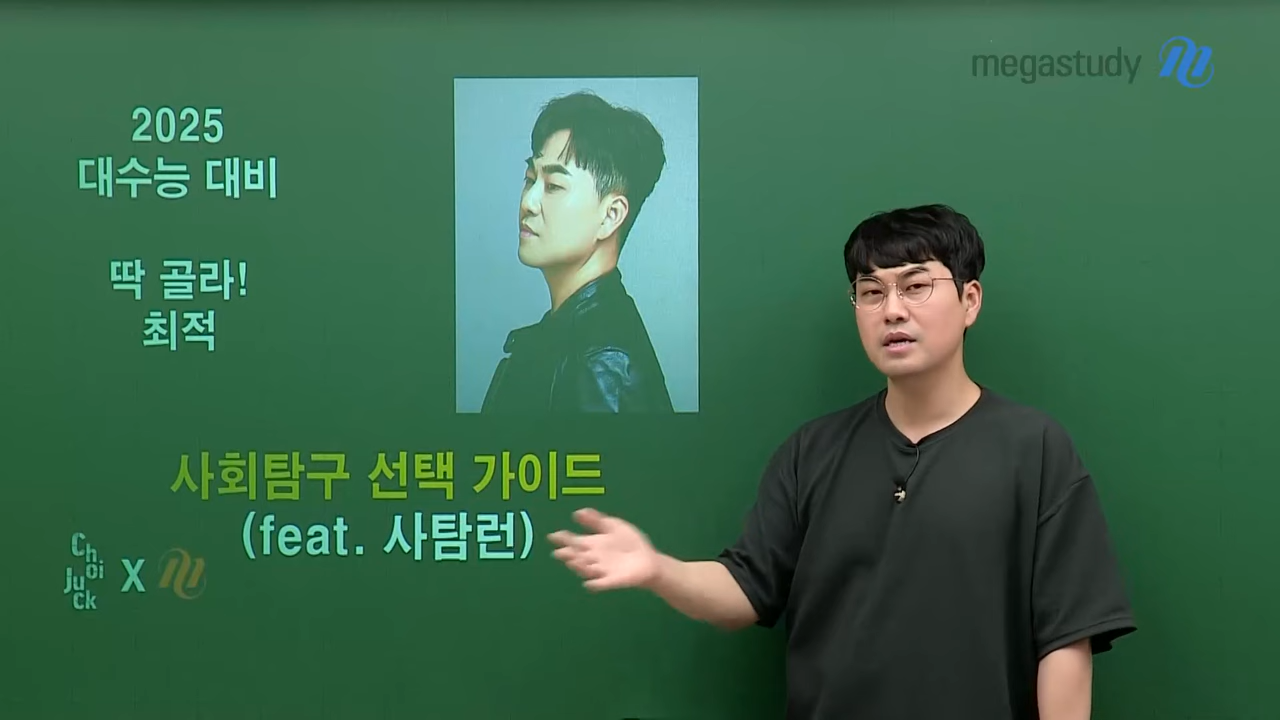 megastudy
2025
대수능 대비
딱 골라!
최적
사회탐구 선택 가이드
(feat. 사탐런)
Choi
Juck
X